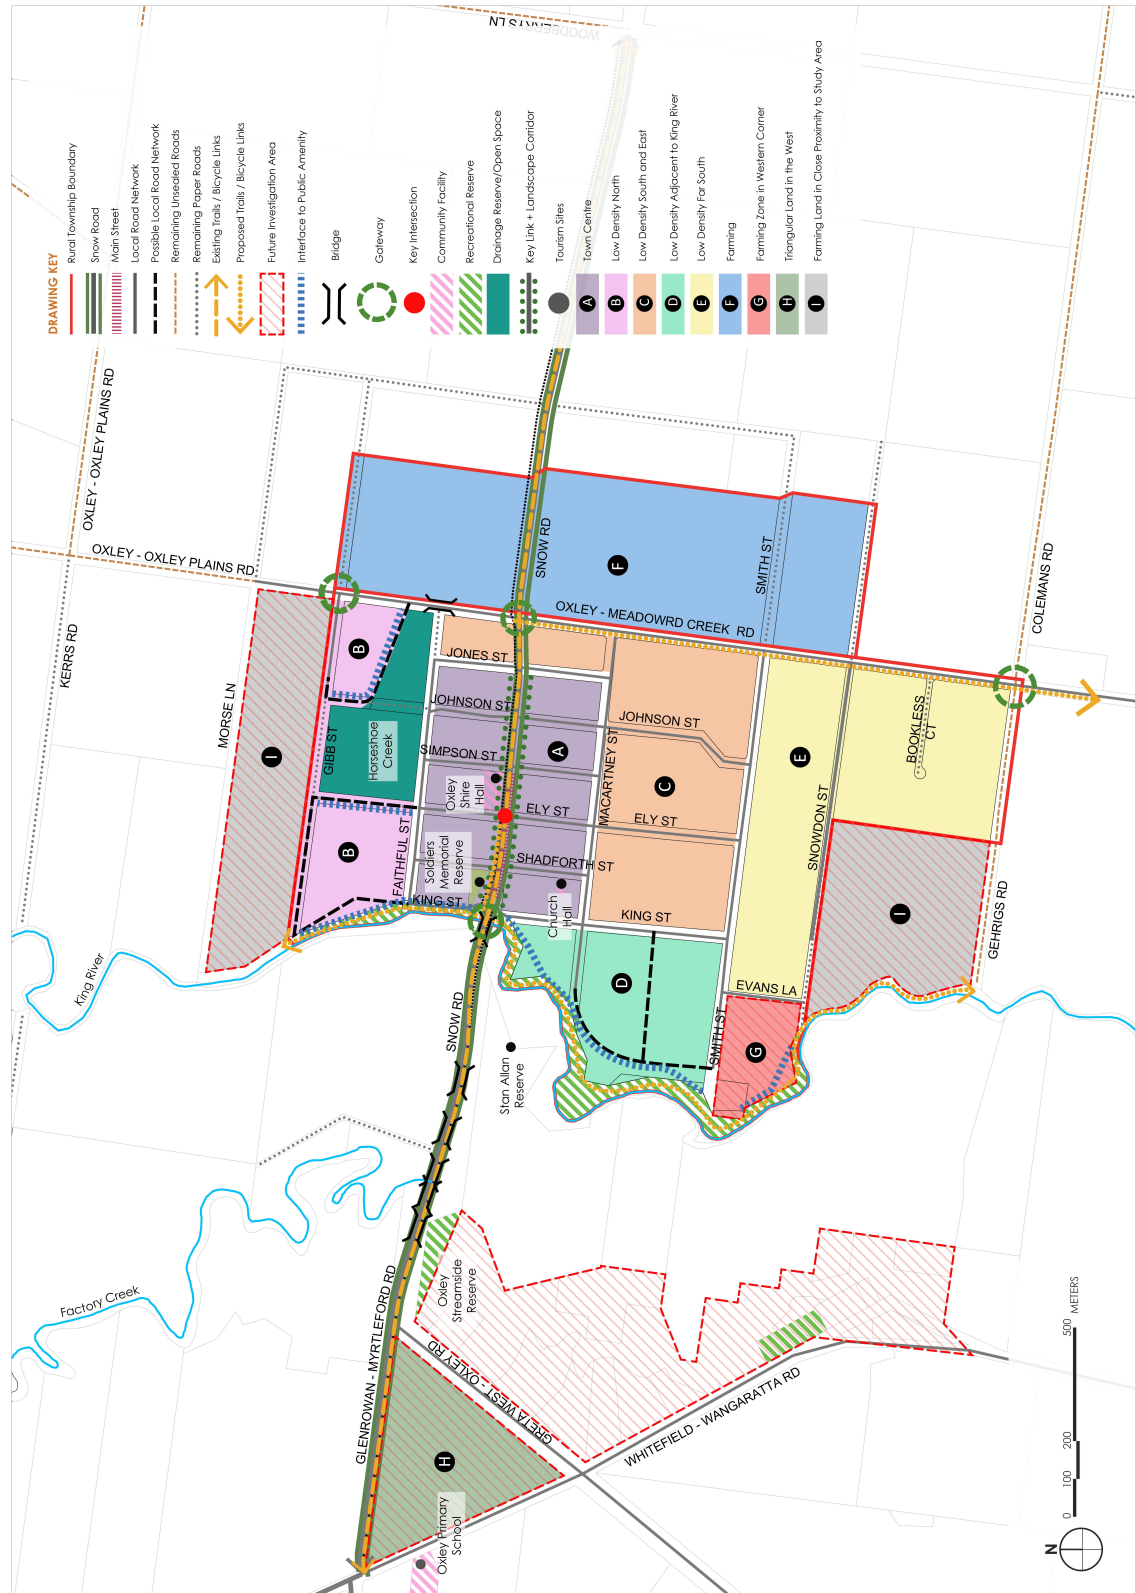 WOODBERRYS LN
DRAWING KEY
Rural Township Boundary
Snow Road
Main Street
Local Road Network
Possible Local Road Network
Remaining Unsealed Roads
Remaining Paper Roads
Existing Trails / Bicycle Links
Proposed Trails / Bicycle Links
Future Investigation Area
Interface to Public Amenity
Bridge
Gateway
Key Intersection
Community Facility
Recreational Reserve
Drainage Reserve/Open Space
Key Link + Landscape Corridor
Tourism Sites
A Town Centre
B Low Density North
C Low Density South and East
D Low Density Adjacent to King River
E Low Density Far South
F Farming
G Farming Zone in Western Corner
H Triangular Land in the West
I Farming Land in Close Proximity to Study Area
OXLEY - OXLEY PLAINS RD
OXLEY - OXLEY PLAINS RD
KERRS RD
MORSE LN
GIBB ST
Horseshoe
Creek
FAITHFUL ST
JONES ST
JOHNSON ST
SIMPSON ST
Oxley
Shire
Hall
Soldiers
Memorial
Reserve
KING ST
SNOW RD
OXLEY - MEADOWRD CREEK RD
SMITH ST
ELY ST
SHADFORTH ST
Church
Hall
MACARTNEY ST
JOHNSON ST
ELY ST
KING ST
SNOWDON ST
BOOKLESS
CT
COLEMANS RD
GEHRIGS RD
EVANS LA
SMITH ST
King River
SNOW RD
Stan Allan
Reserve
Factory Creek
GLENROWAN - MYRTLEFORD RD
Oxley
Streamside
Reserve
GRETA WEST - OXLEY RD
WHITEFIELD - WANGARATTA RD
Oxley Primary
School
A
B
B
C
D
E
F
G
H
I
I
N
0 100 200 500
METERS